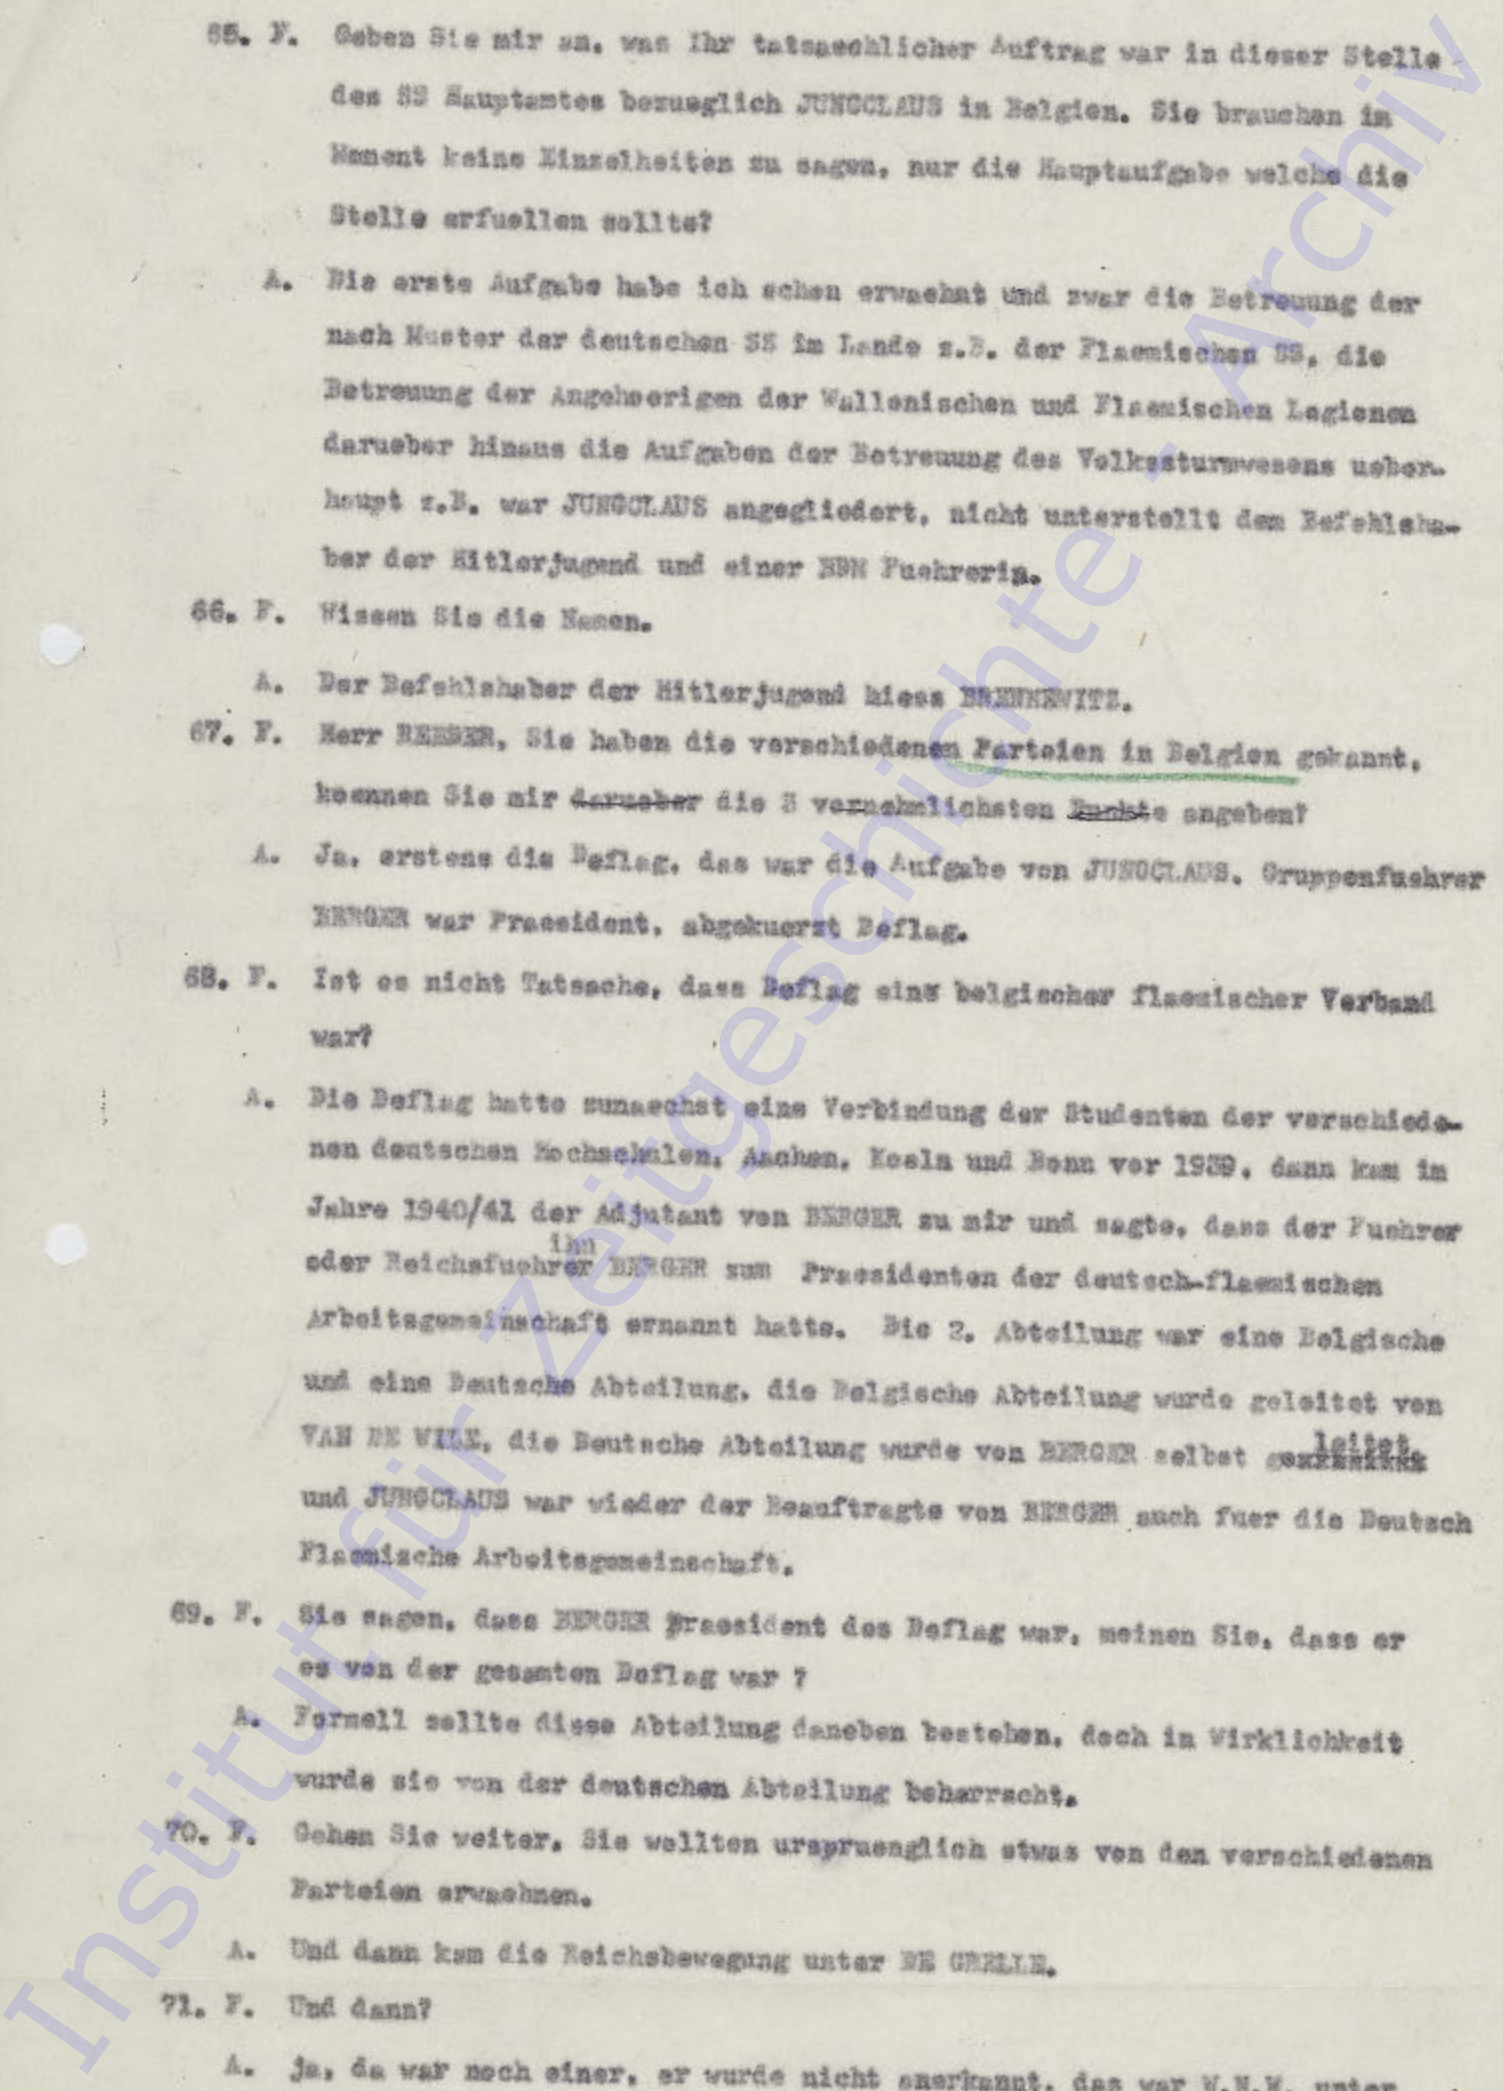 65. F. Geben Sie mir an, was Ihr tatsaechlicher Auftrag war in dieser Stelle
des SS Hauptamtes bezueglich JUNGCLAUS in Belgien. Sie brauchen im
Moment keine Einzelheiten zu sagen, nur die Hauptaufgabe welche die
Stelle erfuellen sollte?
A. Die erste Aufgabe habe ich schon erwaehnt und zwar die Betreuung der
nach Muster der deutschen SS im Lande z.B. der Flaemischen SS, die
Betreuung der Angehoerigen der Wallonischen und Flaemischen Legionen
darueber hinaus die Aufgaben der Betreuung des Volkssturmwesens ueber-
haupt z.B. war JUNGCLAUS angegliedert, nicht unterstellt dem Befehlsha-
ber der Hitlerjugend und einer BDM Fuehrerin.
66. F. Wissen Sie die Namen.
A. Der Befehlshaber der Hitlerjugend hiess BRENNEWITZ.
67. F. Herr , Sie haben die verschiedenen Parteien in Belgien gekannt,
koennen Sie mir darueber die 3 vornehmlichsten Punkte angeben?
A. Ja, erstens die Deflag, das war die Aufgabe von JUNGCLAUS. Gruppenfuehrer
BERGER war Praesident, abgekuerzt Deflag.
68. F. Ist es nicht Tatsache, dass Deflag eine belgischer flaemischer Verband
war?
A. Die Deflag hatte zunaechst eine Verbindung der Studenten der verschiede-
nen deutschen Hochschulen, Aachen, Koeln und Bonn vor 1939, dann kam im
Jahre 1940/41 der Adjutant von BERGER zu mir und sagte, dass der Fuehrer
ihn
oder Reichsfuehrer BERGER zum Praesidenten der deutsch-flaemischen
Arbeitsgemeinschaft ernannt hatte. Die 2. Abteilung war eine Belgische
und eine Deutsche Abteilung, die Belgische Abteilung wurde geleitet von
VAN DE WILE, die Deutsche Abteilung wurde von BERGER selbst geleitet,
und JUNGCLAUS war wieder der Beauftragte von BERGER auch fuer die Deutsch
Flaemische Arbeitsgemeinschaft.
69. F. Sie sagen, dass BERGER Praesident des Deflag war, meinen Sie, dass er
es von der gesamten Deflag war ?
A. Formell sollte diese Abteilung daneben bestehen, doch in Wirklichkeit
wurde sie von der deutschen Abteilung beherrscht.
70. F. Gehen Sie weiter, Sie wollten urspruenglich etwas von den verschiedenen
Parteien erwaehnen.
A. Und dann kam die Reichsbewegung unter DE GRELLE.
71. F. Und dann?
A. ja, da war noch einer, er wurde nicht anerkannt, das war unter
Institut für Zeitgeschichte - Archiv